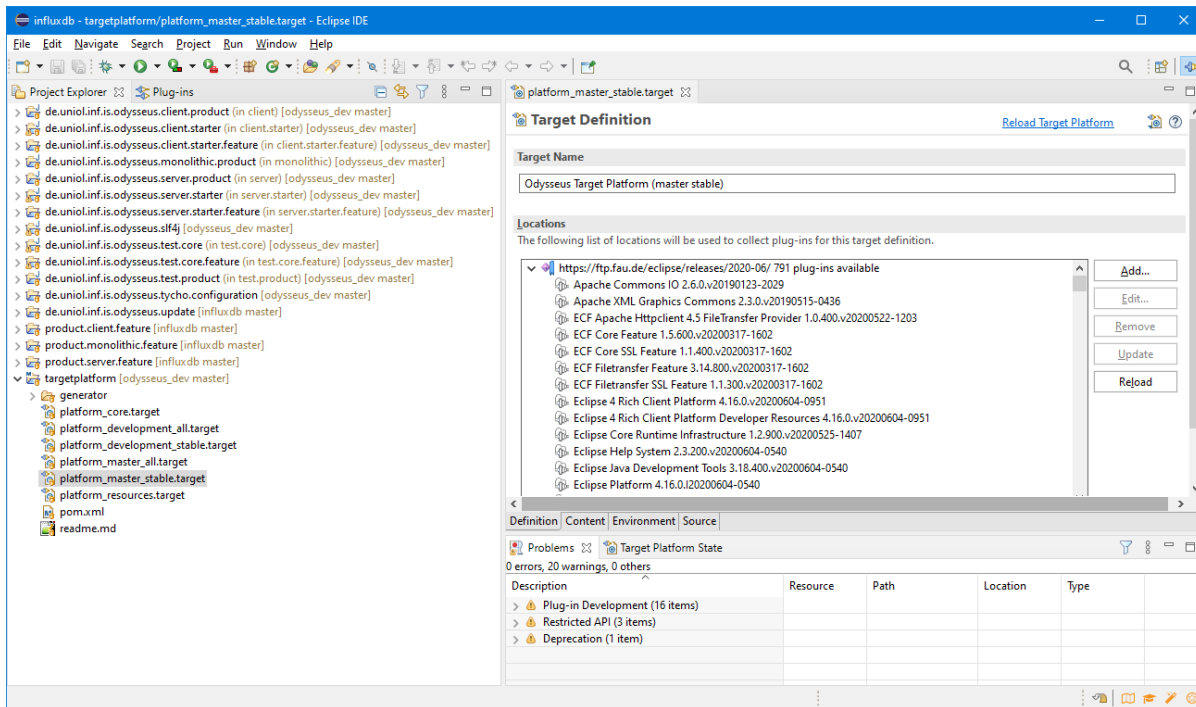 influxdb - targetplatform/platform_master_stable.target - Eclipse IDE
File Edit Navigate Search Project Run Window Help
Project Explorer Plug-ins
de.uniol.inf.is.odysseus.client.product (in client) [odysseus_dev master]
de.uniol.inf.is.odysseus.client.starter (in client.starter) [odysseus_dev master]
de.uniol.inf.is.odysseus.client.starter.feature (in client.starter.feature) [odysseus_dev master]
de.uniol.inf.is.odysseus.monolithic.product (in monolithic) [odysseus_dev master]
de.uniol.inf.is.odysseus.server.product (in server) [odysseus_dev master]
de.uniol.inf.is.odysseus.server.starter (in server.starter) [odysseus_dev master]
de.uniol.inf.is.odysseus.server.starter.feature (in server.starter.feature) [odysseus_dev master]
de.uniol.inf.is.odysseus.slf4j [odysseus_dev master]
de.uniol.inf.is.odysseus.test.core (in test.core) [odysseus_dev master]
de.uniol.inf.is.odysseus.test.core.feature (in test.core.feature) [odysseus_dev master]
de.uniol.inf.is.odysseus.test.product (in test.product) [odysseus_dev master]
de.uniol.inf.is.odysseus.tycho.configuration [odysseus_dev master]
de.uniol.inf.is.odysseus.update [influxdb master]
product.client.feature [influxdb master]
product.monolithic.feature [influxdb master]
product.server.feature [influxdb master]
targetplatform [odysseus_dev master]
generator
platform_core.target
platform_development_all.target
platform_development_stable.target
platform_master_all.target
platform_master_stable.target
platform_resources.target
pom.xml
readme.md
platform_master_stable.target
Target Definition
Reload Target Platform
Target Name
Odysseus Target Platform (master stable)
Locations
The following list of locations will be used to collect plug-ins for this target definition.
https://ftp.fau.de/eclipse/releases/2020-06/ 791 plug-ins available
Apache Commons IO 2.6.0.v20190123-2029
Apache XML Graphics Commons 2.3.0.v20190515-0436
ECF Apache Httpclient 4.5 FileTransfer Provider 1.0.400.v20200522-1203
ECF Core Feature 1.5.600.v20200317-1602
ECF Core SSL Feature 1.1.400.v20200317-1602
ECF Filetransfer Feature 3.14.800.v20200317-1602
ECF Filetransfer SSL Feature 1.1.300.v20200317-1602
Eclipse 4 Rich Client Platform 4.16.0.v20200604-0951
Eclipse 4 Rich Client Platform Developer Resources 4.16.0.v20200604-0951
Eclipse Core Runtime Infrastructure 1.2.900.v20200525-1407
Eclipse Help System 2.3.200.v20200604-0540
Eclipse Java Development Tools 3.18.400.v20200604-0540
Eclipse Platform 4.16.0.I20200604-0540
Add...
Edit...
Remove
Update
Reload
Definition Content Environment Source
Problems Target Platform State
0 errors, 20 warnings, 0 others
Description Resource Path Location Type
Plug-in Development (16 items)
Restricted API (3 items)
Deprecation (1 item)